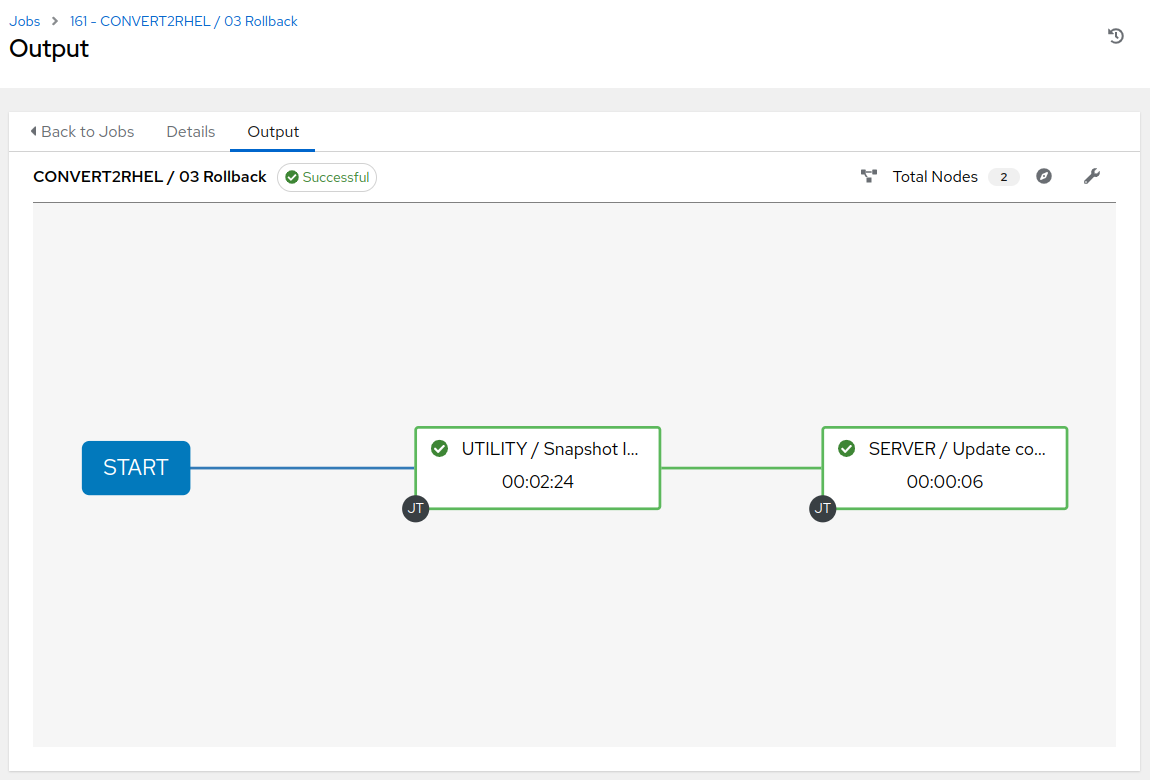 Jobs > 161 - CONVERT2RHEL / 03 Rollback
Output
Back to Jobs Details Output
CONVERT2RHEL / 03 Rollback Successful Total Nodes 2
START
UTILITY / Snapshot I...
00:02:24
JT
SERVER / Update co...
00:00:06
JT